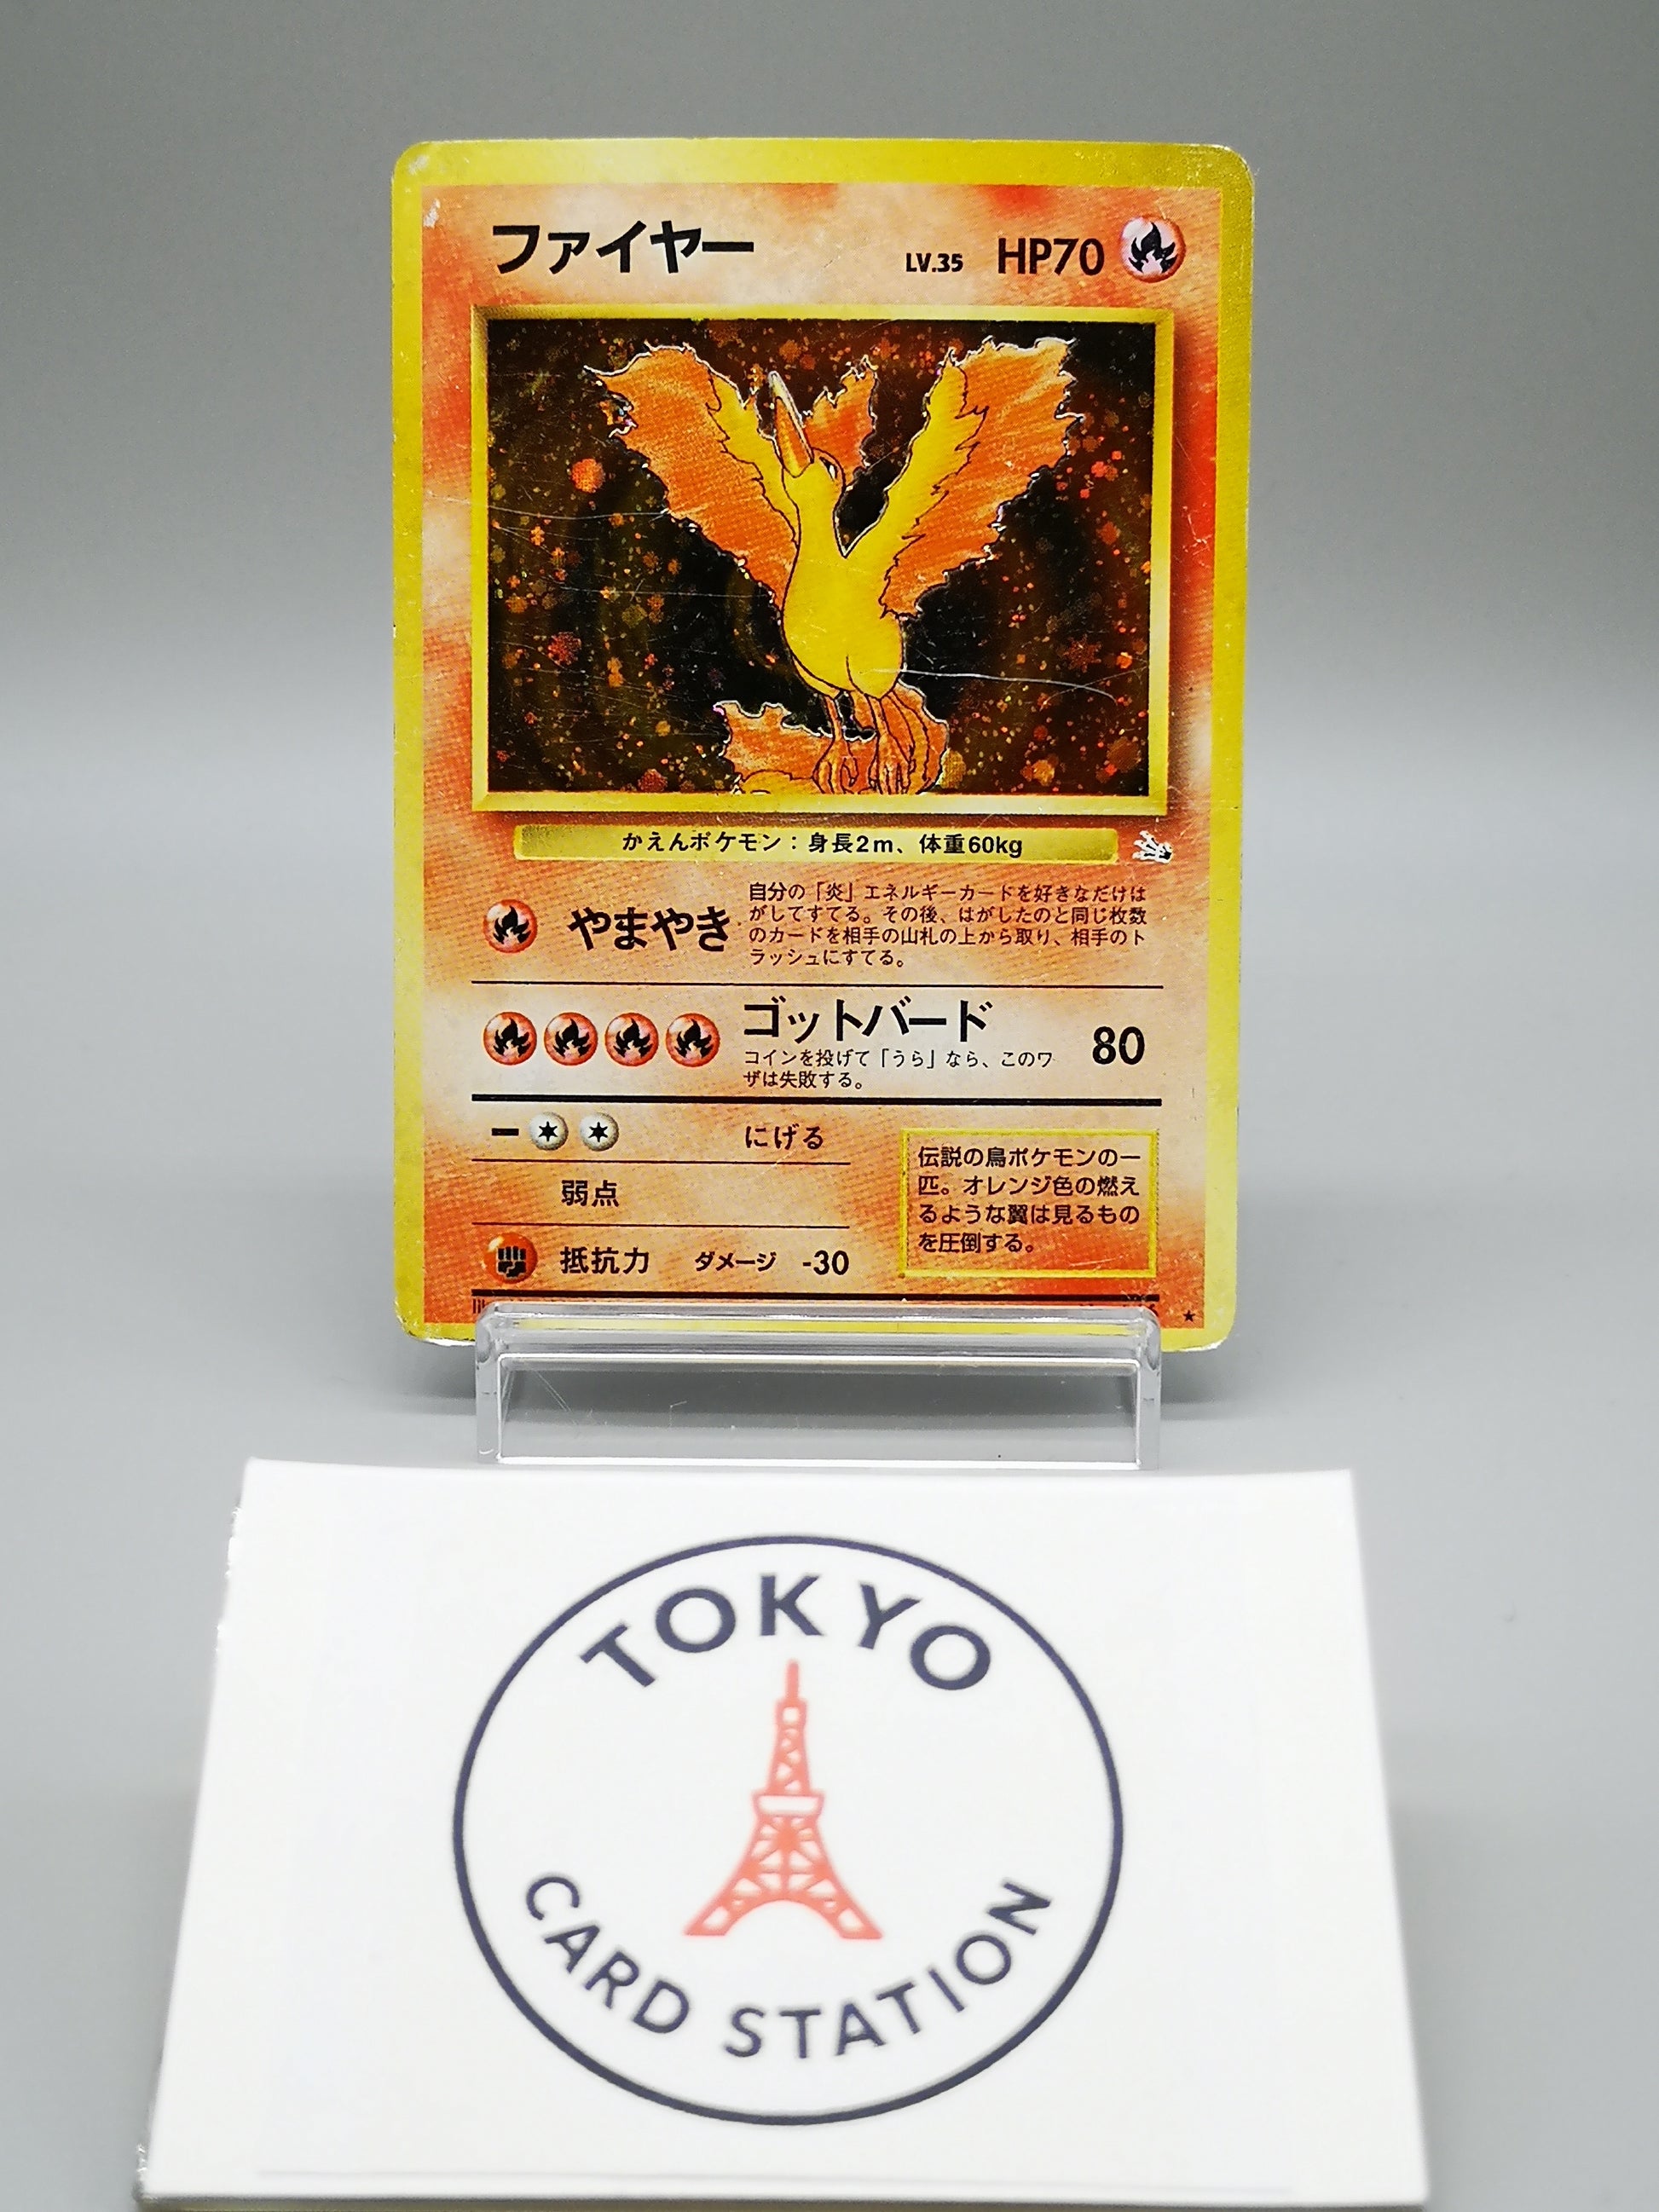 ファイヤー LV.35 HP70
かえんポケモン：身長2m、体重60kg
やまやき
自分の「炎」エネルギーカードを好きなだけは
がしてすてる。その後、はがしたのと同じ枚数
のカードを相手の山札の上から取り、相手のト
ラッシュにすてる。
ゴットバード 80
コインを投げて「うら」なら、このワ
ザは失敗する。
にげる
弱点
抵抗力 ダメージ -30
伝説の鳥ポケモンの一
匹。オレンジ色の燃え
るような翼は見るもの
を圧倒する。
TOKYO
CARD STATION